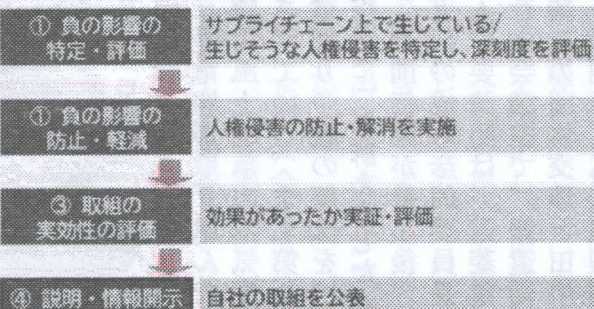 ① 負の影響の
特定・評価
サプライチェーン上で生じている/
生じそうな人権侵害を特定し、深刻度を評価
① 負の影響の
防止・軽減
人権侵害の防止・解消を実施
③ 取組の
実効性の評価
効果があったか実証・評価
④ 説明・情報開示
自社の取組を公表